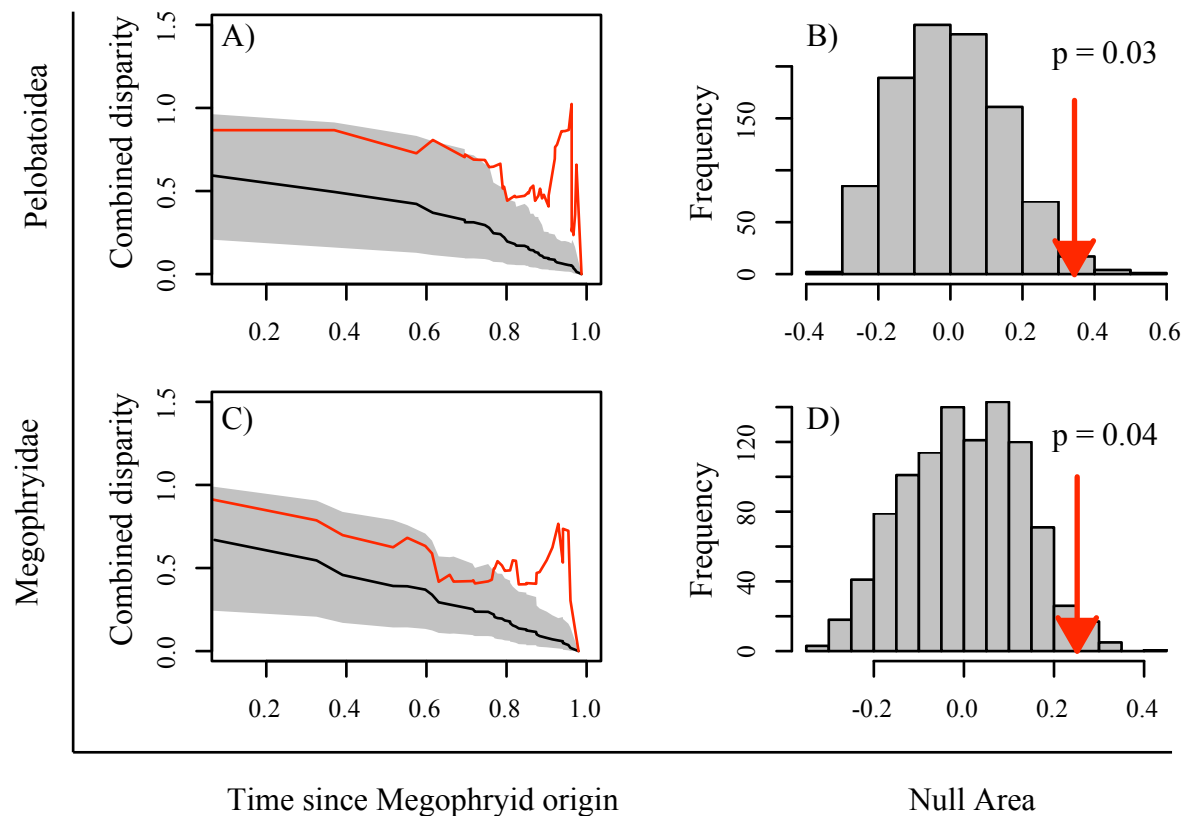 Pelobatoidea
Combined disparity
A)
1.5
1.0
0.5
0.0
0.2 0.4 0.6 0.8 1.0
B)
p = 0.03
Frequency
150
50
0
-0.4 -0.2 0.0 0.2 0.4 0.6
Megophryidae
Combined disparity
C)
1.5
1.0
0.5
0.0
0.2 0.4 0.6 0.8 1.0
D)
p = 0.04
Frequency
120
80
40
0
-0.2 0.0 0.2 0.4
Time since Megophryid origin
Null Area